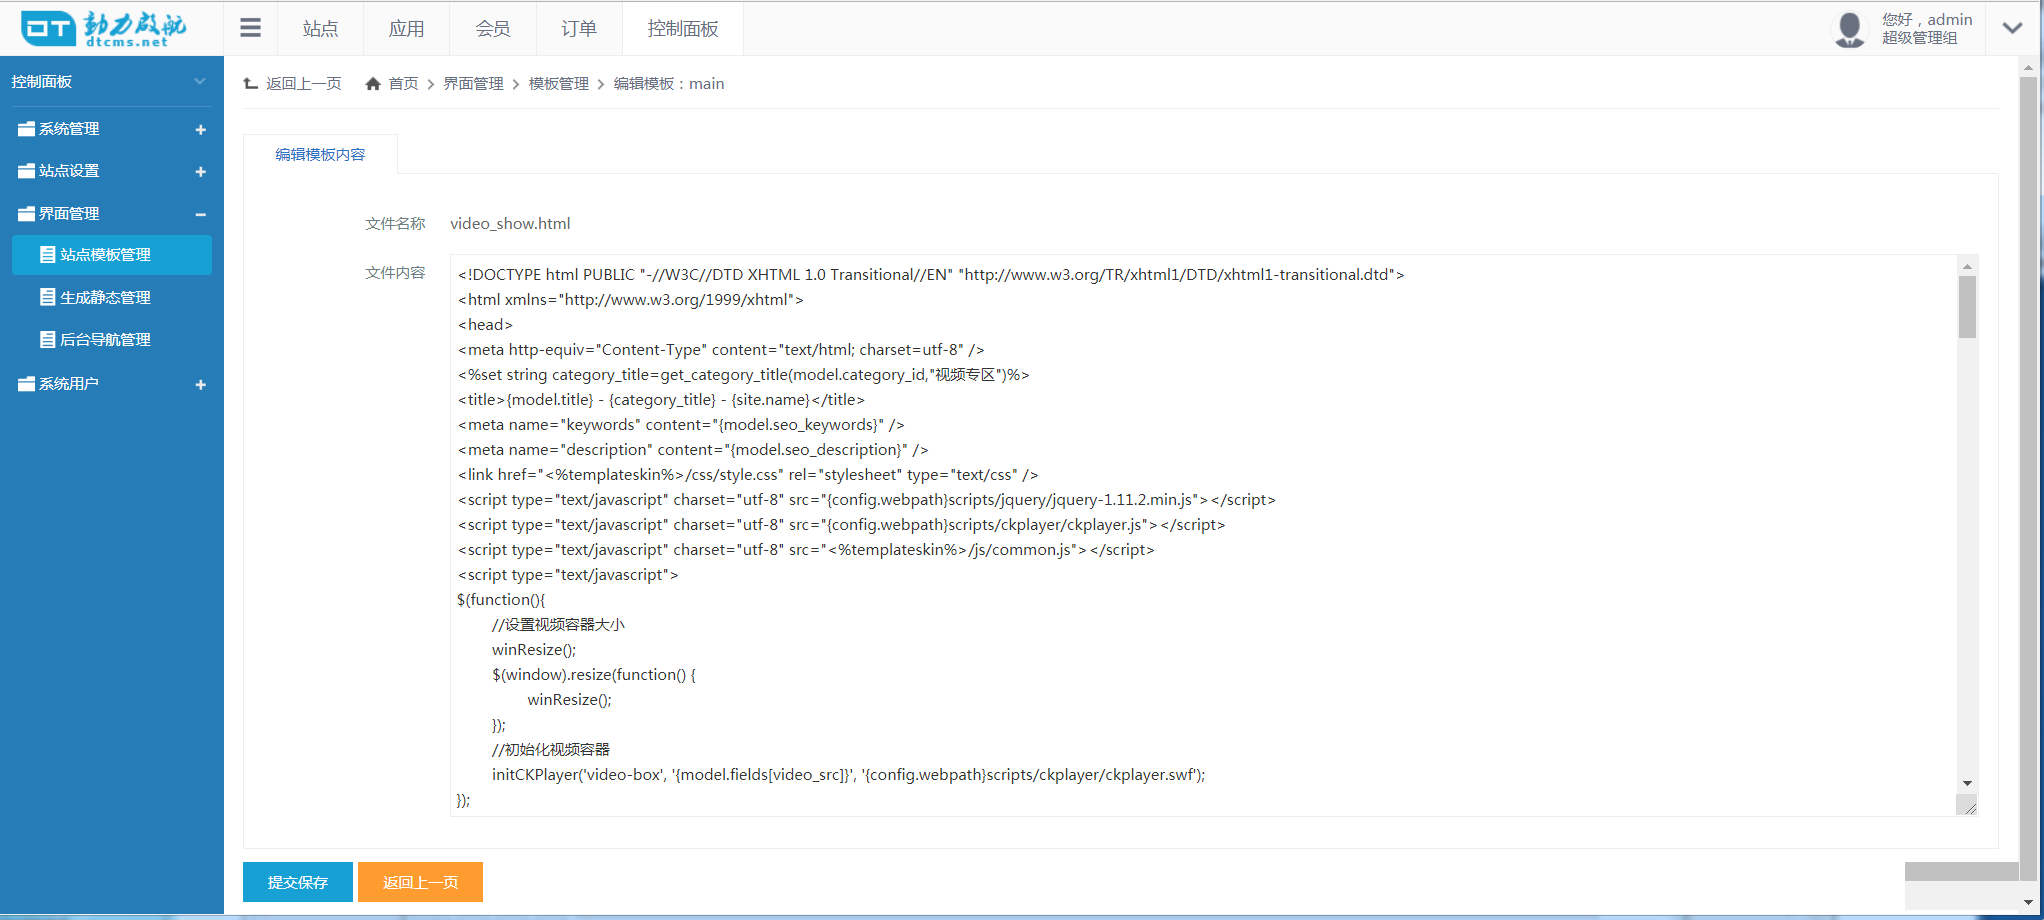 DT 动力启航
dtcms.net
站点
应用
会员
订单
控制面板
您好，admin
超级管理组
控制面板
系统管理
站点设置
界面管理
站点模板管理
生成静态管理
后台导航管理
系统用户
返回上一页 首页 > 界面管理 > 模板管理 > 编辑模板：main
编辑模板内容
文件名称 video_show.html
文件内容
<!DOCTYPE html PUBLIC "-//W3C//DTD XHTML 1.0 Transitional//EN" "http://www.w3.org/TR/xhtml1/DTD/xhtml1-transitional.dtd">
<html xmlns="http://www.w3.org/1999/xhtml">
<head>
<meta http-equiv="Content-Type" content="text/html; charset=utf-8" />
<%set string category_title=get_category_title(model.category_id,"视频专区")%>
<title>{model.title} - {category_title} - {site.name}</title>
<meta name="keywords" content="{model.seo_keywords}" />
<meta name="description" content="{model.seo_description}" />
<link href="<%templateskin%>/css/style.css" rel="stylesheet" type="text/css" />
<script type="text/javascript" charset="utf-8" src="{config.webpath}scripts/jquery/jquery-1.11.2.min.js"></script>
<script type="text/javascript" charset="utf-8" src="{config.webpath}scripts/ckplayer/ckplayer.js"></script>
<script type="text/javascript" charset="utf-8" src="<%templateskin%>/js/common.js"></script>
<script type="text/javascript">
$(function(){
//设置视频容器大小
winResize();
$(window).resize(function() {
winResize();
});
//初始化视频容器
initCKPlayer('video-box', '{model.fields[video_src]}', '{config.webpath}scripts/ckplayer/ckplayer.swf');
});
提交保存
返回上一页